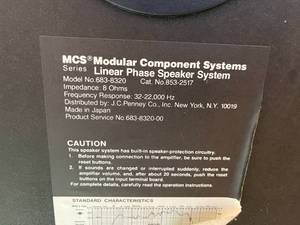 MCS® Modular Component Systems
Series Linear Phase Speaker System
Model No. 683-8320 Cat. No. 853-2517
Impedance: 8 Ohms
Frequency Response: 32-22,000 Hz
Distributed by: J.C.Penney Co., Inc. New York, N.Y. 10019
Made in Japan
Product Service No. 683-8320-00
CAUTION
This speaker system has built-in speaker-protection circuitry.
1. Before making connection to the amplifier, be sure to push the
reset buttons.
2. If sounds are changed or interrupted suddenly, reduce the
amplifier volume, and, after about 20 seconds, push the reset
buttons on the input terminal board.
For complete details, carefully read the operation instructions.
STANDARD CHARACTERISTICS